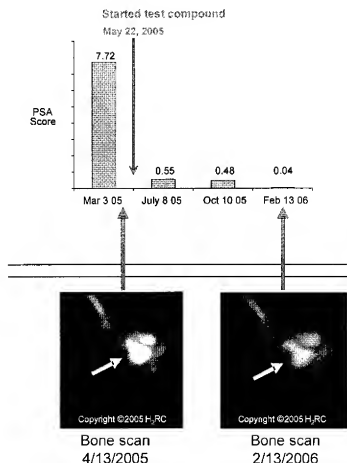 Started test compound
May 22, 2005
7.72
PSA
Score
0.55
0.48
0.04
Mar 3 05
July 8 05
Oct 10 05
Feb 13 06
Copyright ©2005 H₂RC
Copyright ©2005 H₂RC
Bone scan
4/13/2005
Bone scan
2/13/2006